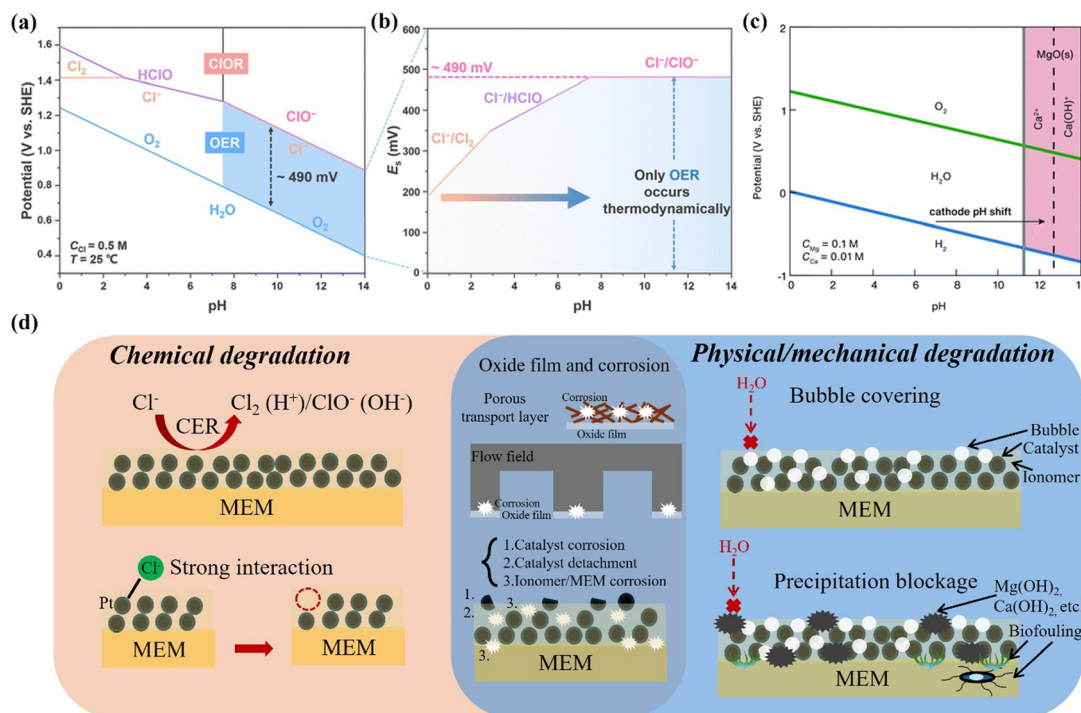 (a)
1.6
1.4
1.2
1.0
0.8
0.6
0.4
Potential (V vs. SHE)
Cl₂
HClO
Cl⁻
ClOR
ClO⁻
Cl⁻
OER
O₂
~ 490 mV
H₂O
O₂
C_Cl = 0.5 M
T = 25 °C
0 2 4 6 8 10 12 14
pH
(b)
600
500
400
300
200
100
0
Eₛ (mV)
~ 490 mV
Cl⁻/ClO⁻
Cl⁻/HClO
Cl⁻/Cl₂
Only OER
occurs
thermodynamically
0 2 4 6 8 10 12 14
pH
(c)
2
1
0
-1
Potential (V vs. SHE)
MgO(s)
Ca²⁺
Ca(OH)⁺
O₂
H₂O
cathode pH shift
H₂
C_Mg = 0.1 M
C_Ca = 0.01 M
0 2 4 6 8 10 12 14
pH
(d)
Chemical degradation
Cl⁻
Cl₂ (H⁺)/ClO⁻ (OH⁻)
CER
MEM
Cl⁻
Strong interaction
Pt
MEM
MEM
Oxide film and corrosion
Porous
transport layer
Corrosion
Oxide film
Flow field
Corrosion
Oxide film
1.Catalyst corrosion
2.Catalyst detachment
3.Ionomer/MEM corrosion
1.
2.
3.
3.
MEM
Physical/mechanical degradation
H₂O
Bubble covering
Bubble
Catalyst
Ionomer
MEM
H₂O
Precipitation blockage
Mg(OH)₂,
Ca(OH)₂, etc
Biofouling
MEM